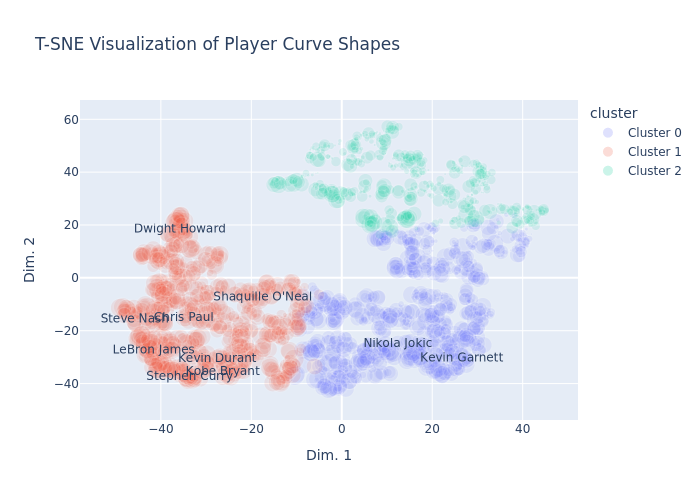 T-SNE Visualization of Player Curve Shapes
cluster
Cluster 0
Cluster 1
Cluster 2
Dim. 2
60
40
20
0
−20
−40
Dwight Howard
Shaquille O'Neal
Steve Nash
Chris Paul
LeBron James
Nikola Jokic
Kevin Durant
Kevin Garnett
Kobe Bryant
Stephen Curry
−40
−20
0
20
40
Dim. 1